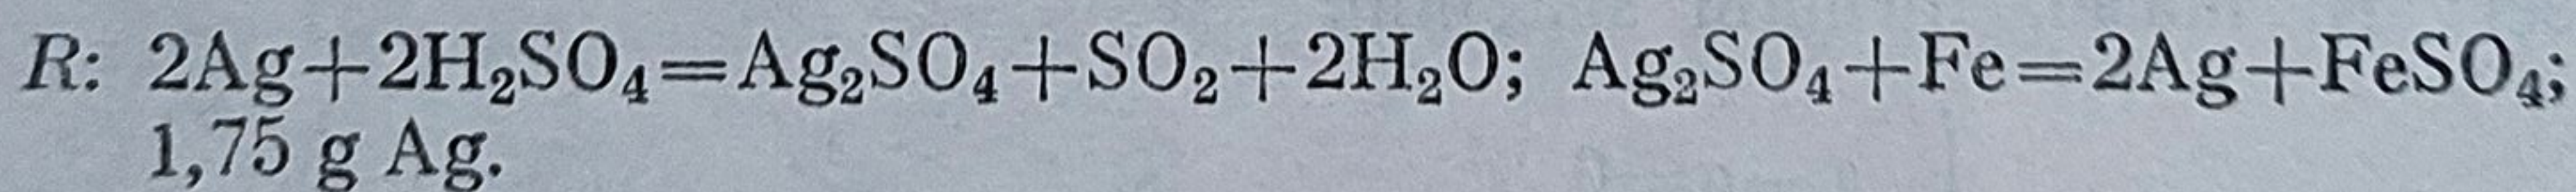 R: 2Ag+2H₂SO₄=Ag₂SO₄+SO₂+2H₂O; Ag₂SO₄+Fe=2Ag+FeSO₄;
1,75 g Ag.